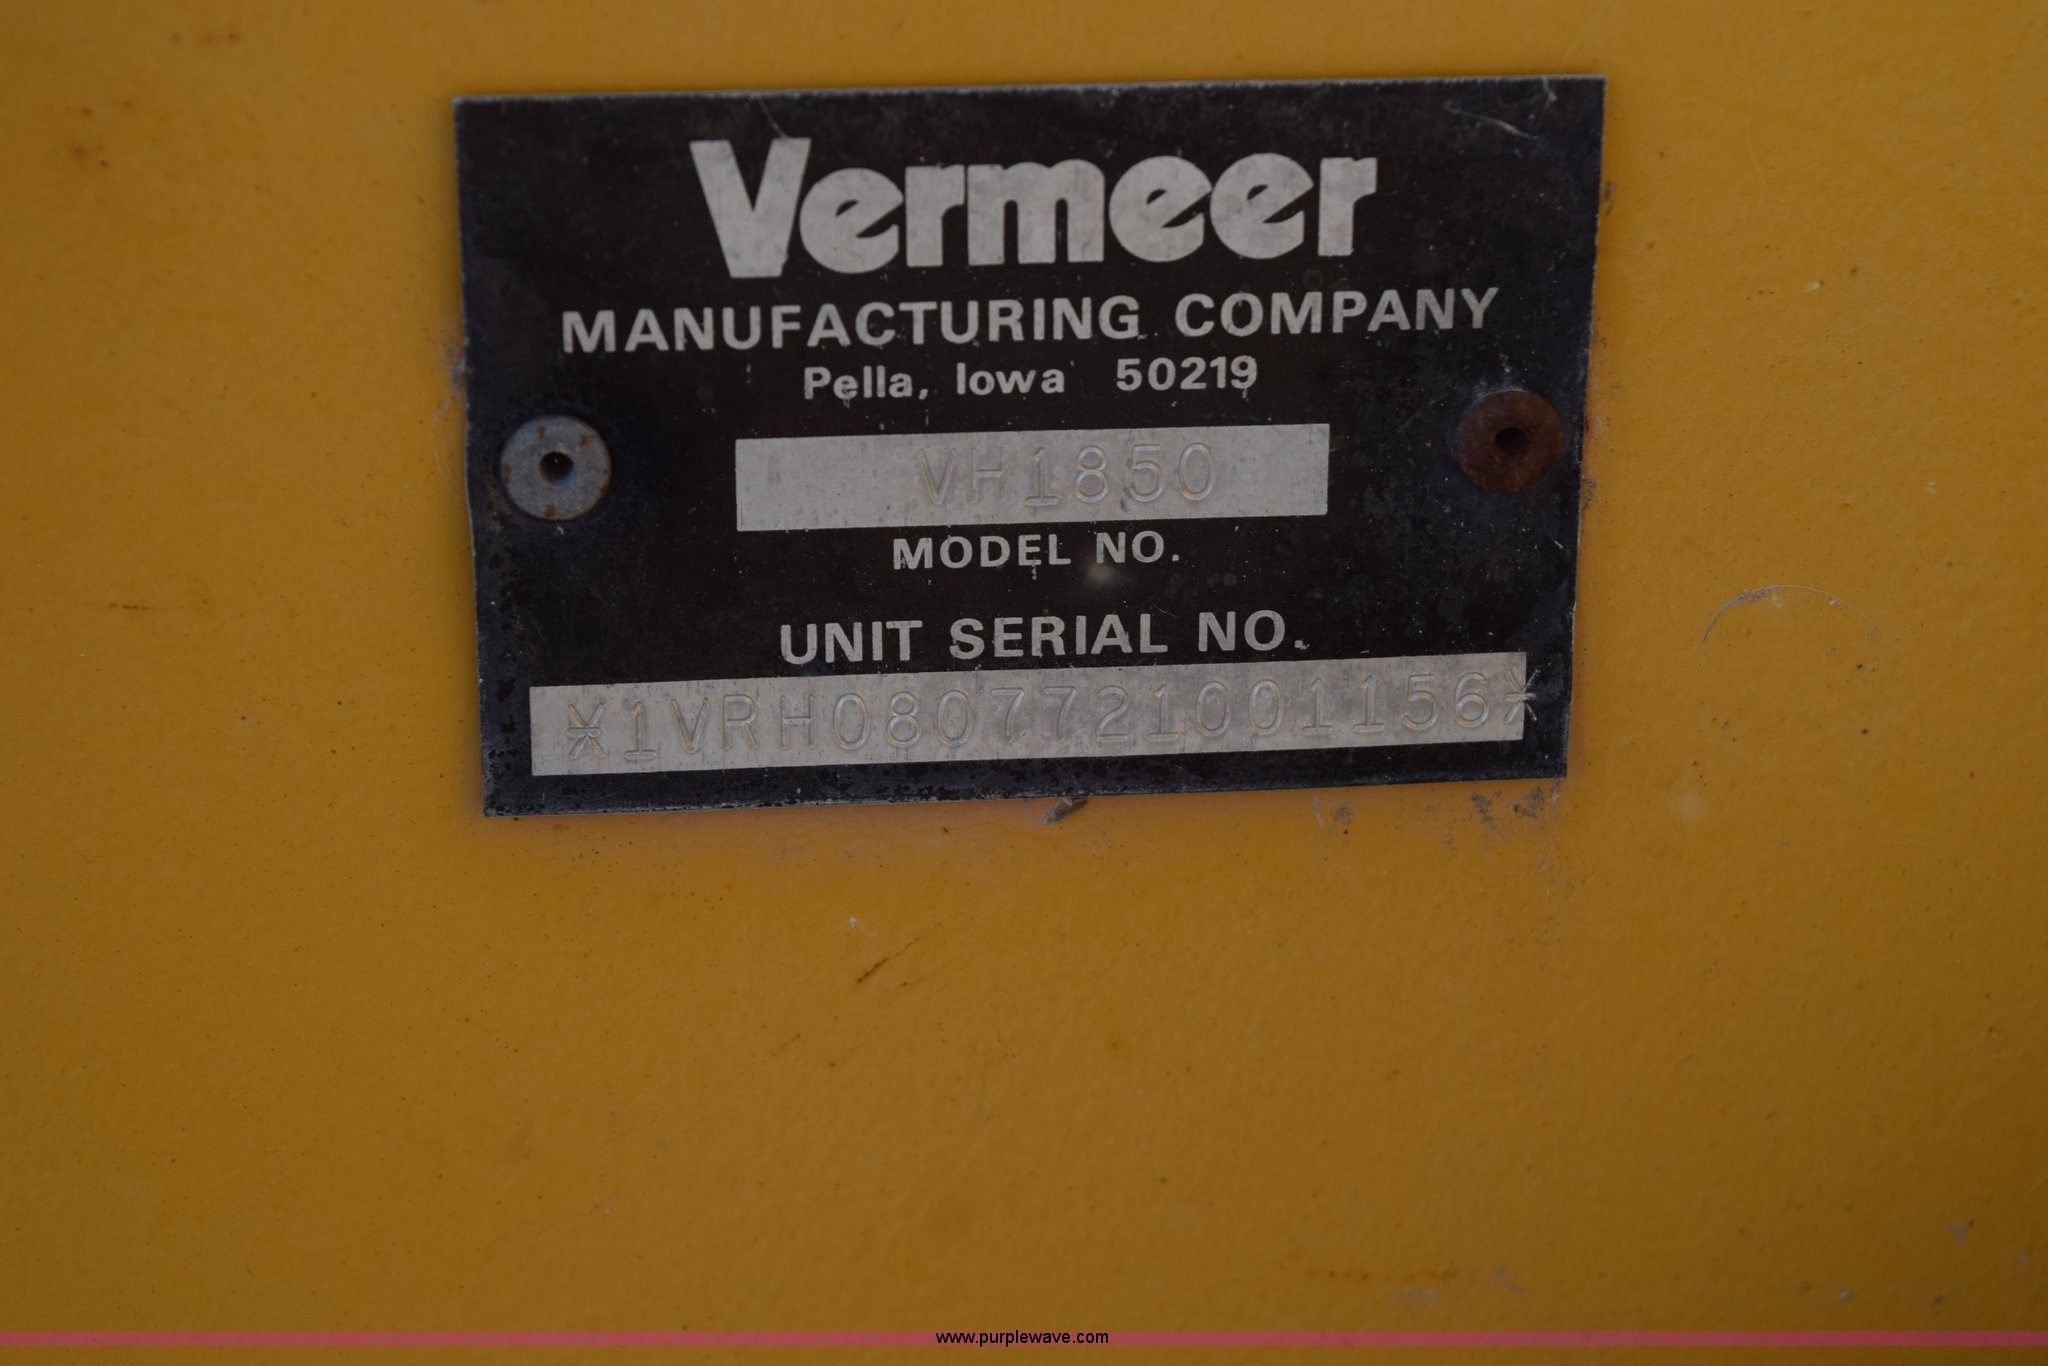 Vermeer
MANUFACTURING COMPANY
Pella, Iowa 50219
VH1850
MODEL NO.
UNIT SERIAL NO.
*1VRH0807721001156*
www.purplewave.com